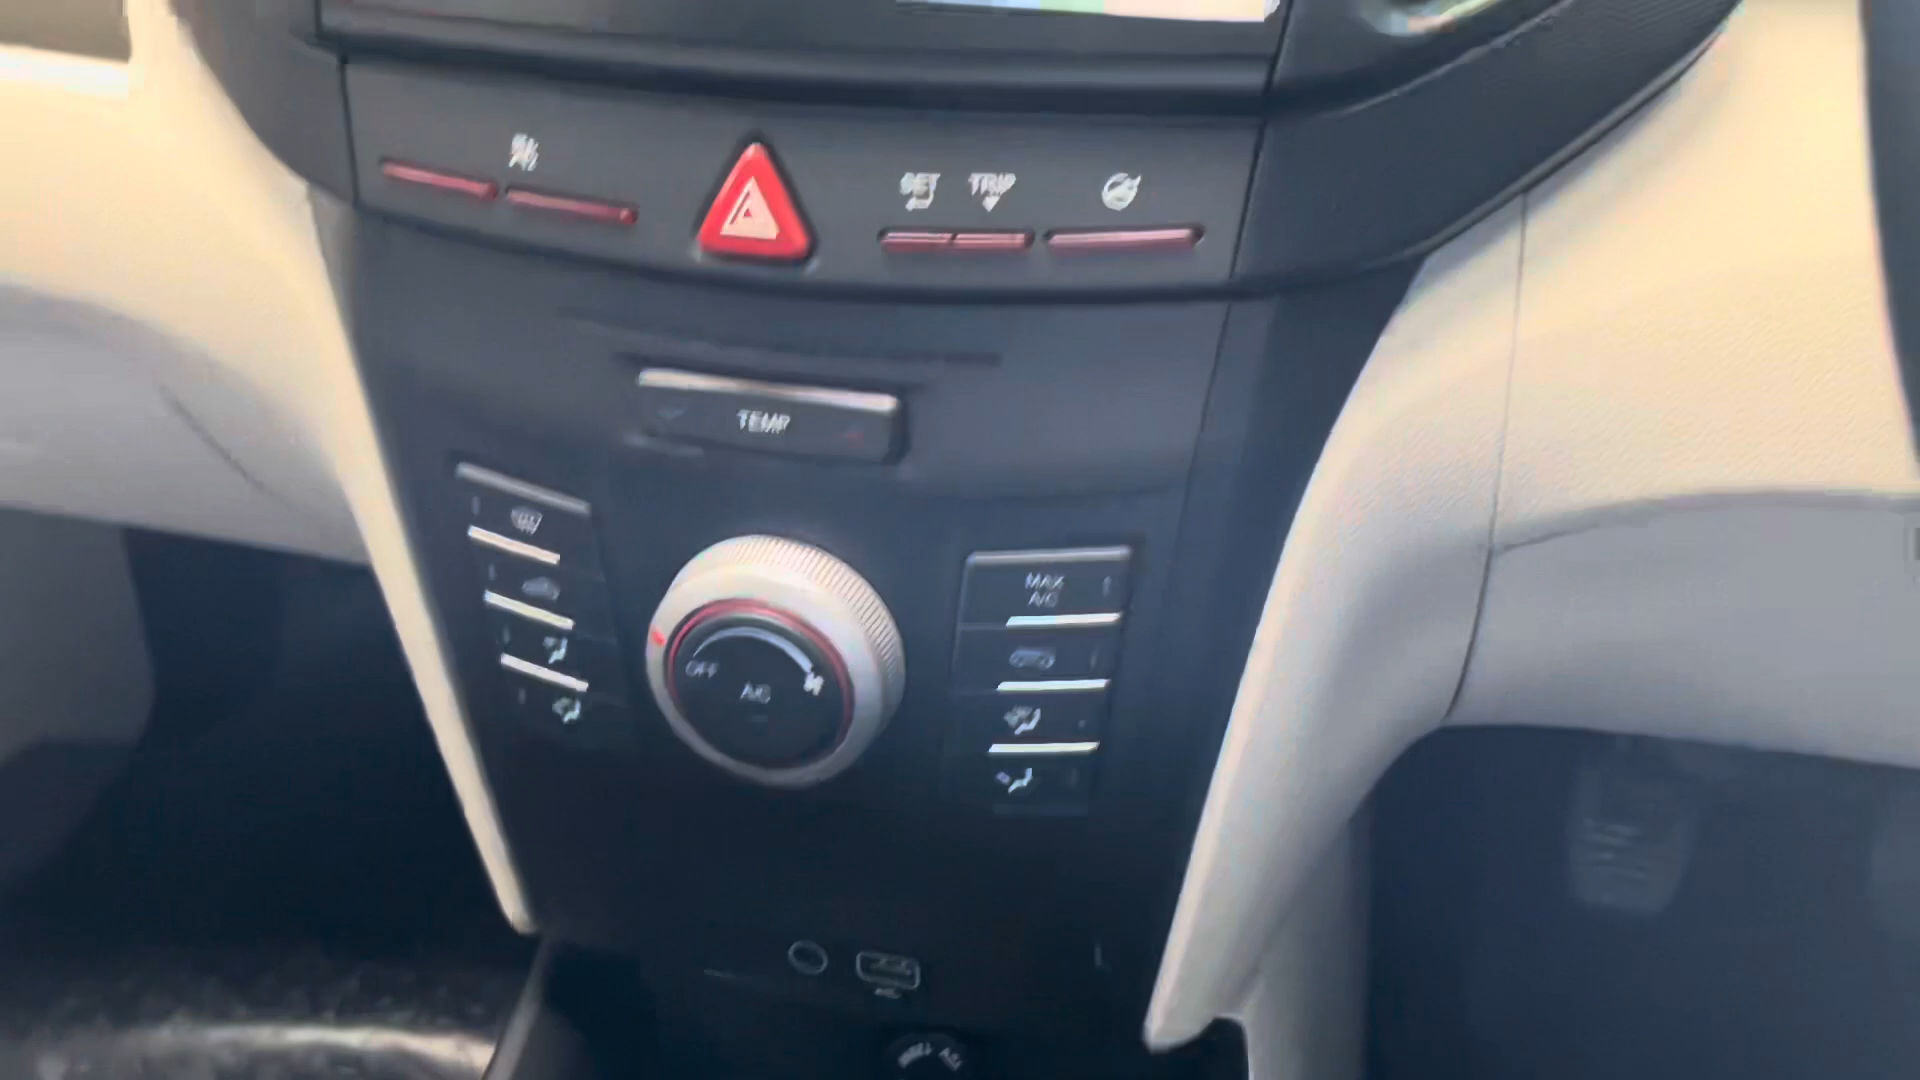 SET TRIP
TEMP
MAX
A/C
OFF
A/C